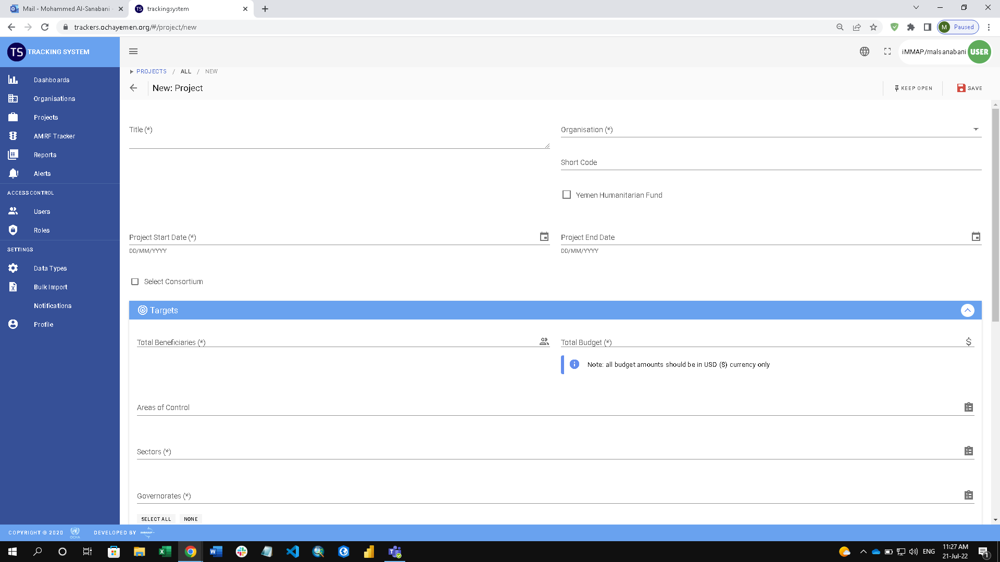 Mail - Mohammed Al-Sanabani -
TS trackingsystem
trackers.ochayemen.org/#/project/new
M Paused
TS TRACKING SYSTEM
iMMAP/malsanabani USER
PROJECTS / ALL / NEW
New: Project
KEEP OPEN
SAVE
Dashboards
Organisations
Projects
AMRF Tracker
Reports
Alerts
ACCESS CONTROL
Users
Roles
SETTINGS
Data Types
Bulk Import
Notifications
Profile
Title (*)
Organisation (*)
Short Code
Yemen Humanitarian Fund
Project Start Date (*)
DD/MM/YYYY
Project End Date
DD/MM/YYYY
Select Consortium
Targets
Total Beneficiaries (*)
Total Budget (*)
$
Note: all budget amounts should be in USD ($) currency only
Areas of Control
Sectors (*)
Governorates (*)
SELECT ALL
NONE
COPYRIGHT © 2020 OCHA DEVELOPED BY iMMAP
ENG
11:27 AM
21-Jul-22
1